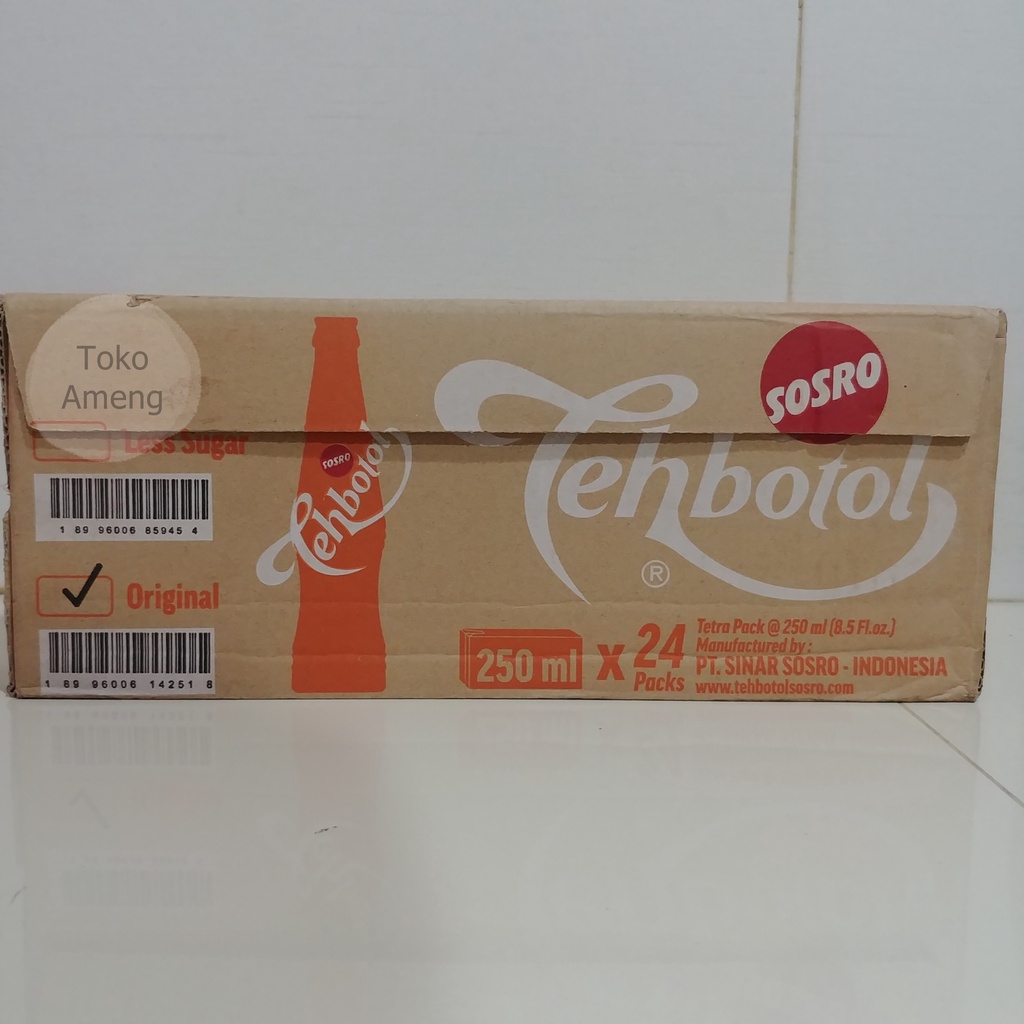 Toko
Ameng
Less Sugar
1 89 96006 85945 4
Original
1 89 96006 14251 8
SOSRO
Tehbotol
SOSRO
Tehbotol
®
250 ml x 24 Packs
Tetra Pack @ 250 ml (8.5 Fl.oz.)
Manufactured by :
PT. SINAR SOSRO - INDONESIA
www.tehbotolsosro.com